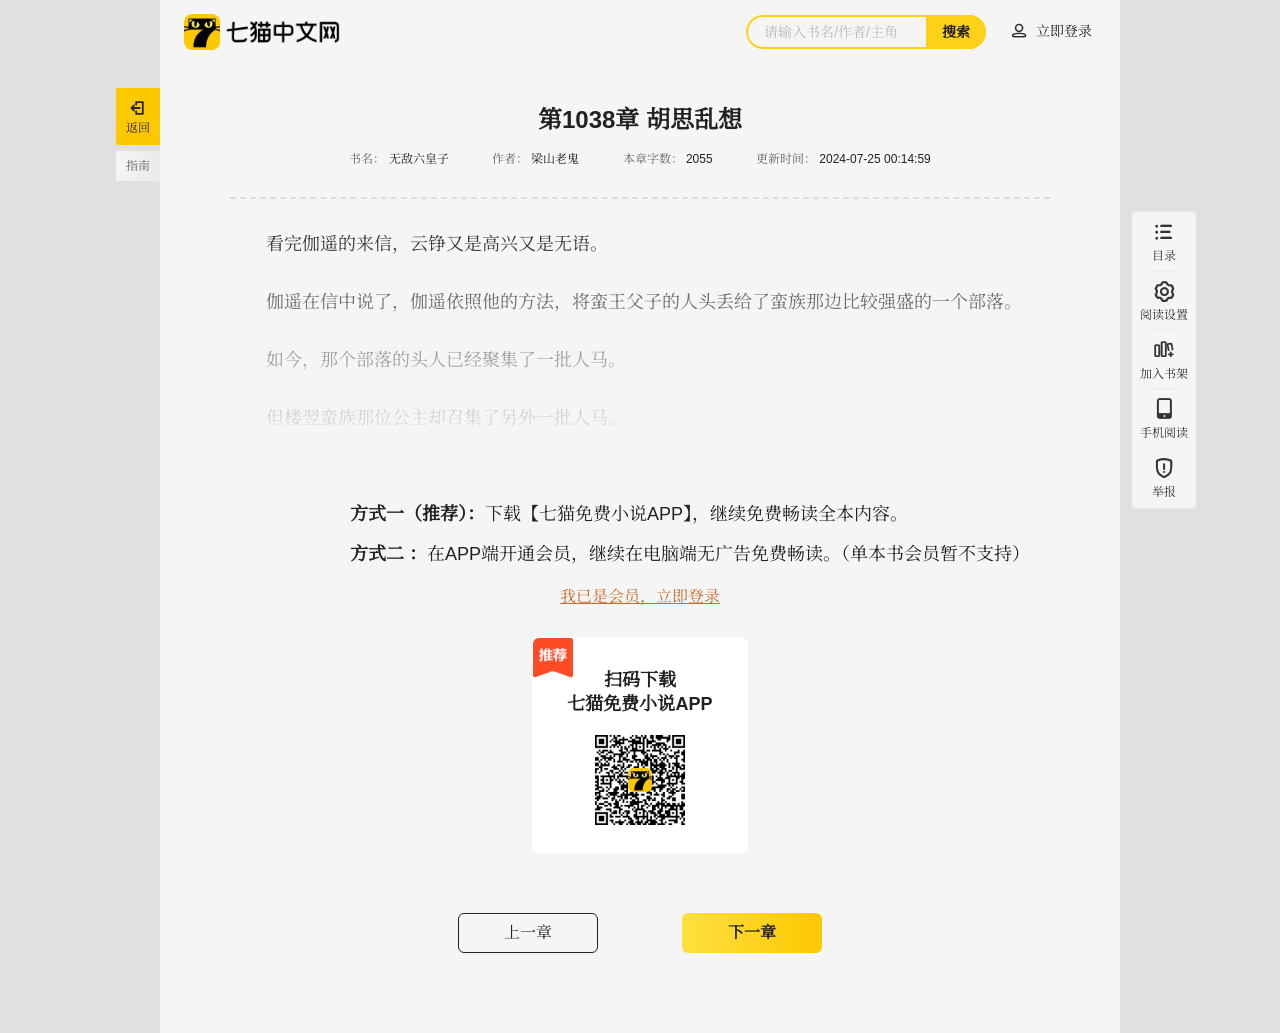 七猫中文网
请输入书名/作者/主角
搜索
立即登录
返回
指南
第1038章 胡思乱想
书名： 无敌六皇子 作者： 梁山老鬼 本章字数： 2055 更新时间： 2024-07-25 00:14:59
看完伽遥的来信，云铮又是高兴又是无语。
伽遥在信中说了，伽遥依照他的方法，将蛮王父子的人头丢给了蛮族那边比较强盛的一个部落。
如今，那个部落的头人已经聚集了一批人马。
但楼翌蛮族那位公主却召集了另外一批人马。
目录
阅读设置
加入书架
手机阅读
举报
方式一（推荐）：下载【七猫免费小说APP】，继续免费畅读全本内容。
方式二 ：在APP端开通会员，继续在电脑端无广告免费畅读。（单本书会员暂不支持）
我已是会员，立即登录
推荐
扫码下载
七猫免费小说APP
上一章
下一章